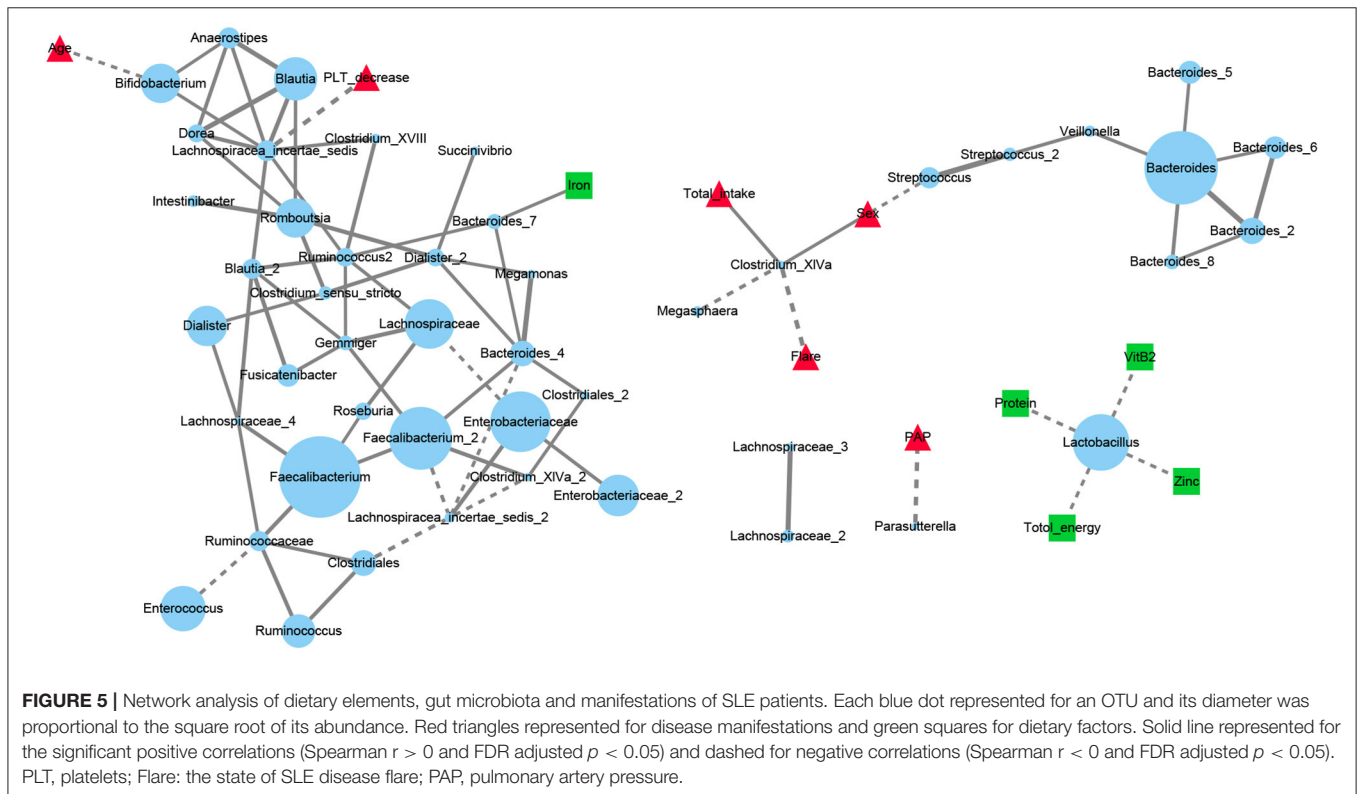 Age
Anaerostipes
Bifidobacterium
Blautia
PLT_decrease
Dorea
Lachnospiracea_incertae_sedis
Clostridium_XVIII
Succinivibrio
Iron
Intestinibacter
Romboutsia
Bacteroides_7
Blautia_2
Ruminococcus2
Dialister_2
Megamonas
Clostridium_sensu_stricto
Dialister
Lachnospiraceae
Gemmiger
Bacteroides_4
Fusicatenibacter
Clostridiales_2
Roseburia
Lachnospiraceae_4
Enterobacteriaceae
Faecalibacterium_2
Faecalibacterium
Clostridium_XIVa_2
Enterobacteriaceae_2
Lachnospiracea_incertae_sedis_2
Ruminococcaceae
Clostridiales
Enterococcus
Ruminococcus
Bacteroides_5
Veillonella
Streptococcus_2
Bacteroides_6
Bacteroides
Streptococcus
Total_Intake
Sex
Bacteroides_2
Clostridium_XIVa
Bacteroides_8
Megasphaera
Flare
VitB2
Protein
Lactobacillus
Zinc
Totol_energy
Lachnospiraceae_3
PAP
Lachnospiraceae_2
Parasutterella
FIGURE 5 | Network analysis of dietary elements, gut microbiota and manifestations of SLE patients. Each blue dot represented for an OTU and its diameter was
proportional to the square root of its abundance. Red triangles represented for disease manifestations and green squares for dietary factors. Solid line represented for
the significant positive correlations (Spearman r > 0 and FDR adjusted p < 0.05) and dashed for negative correlations (Spearman r < 0 and FDR adjusted p < 0.05).
PLT, platelets; Flare: the state of SLE disease flare; PAP, pulmonary artery pressure.